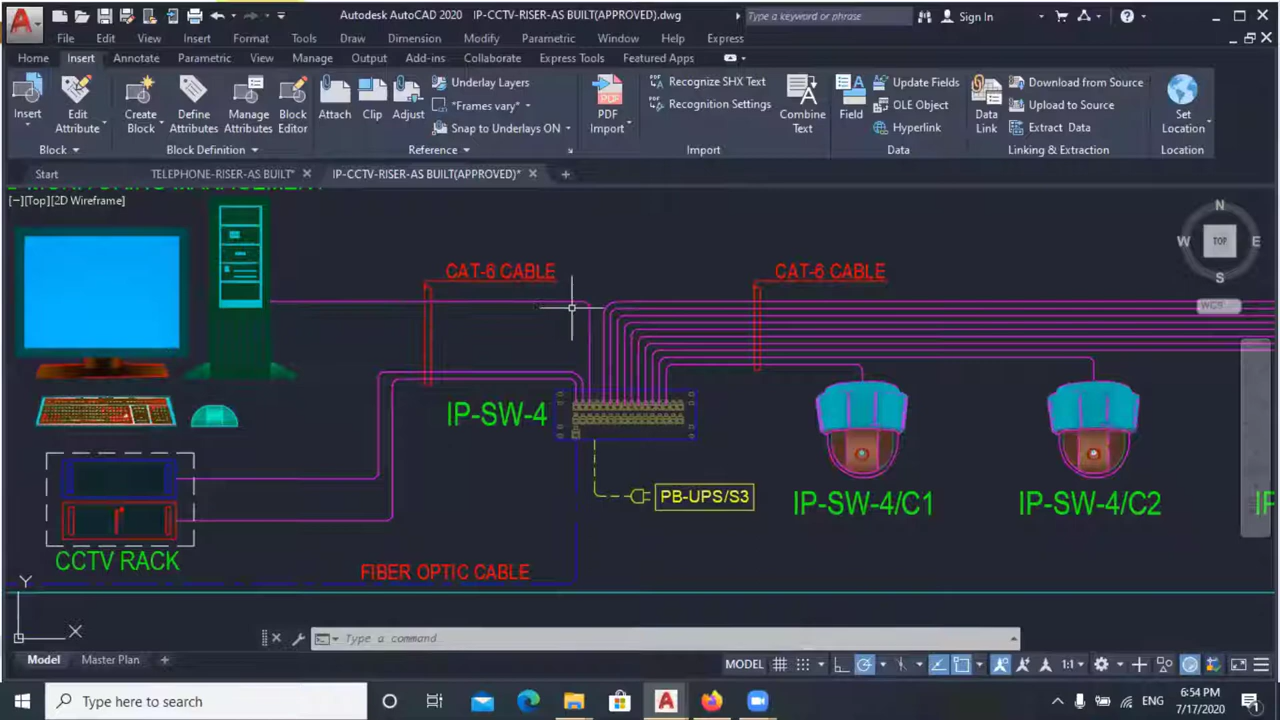 Autodesk AutoCAD 2020 IP-CCTV-RISER-AS BUILT(APPROVED).dwg
Type a keyword or phrase
Sign In
File Edit View Insert Format Tools Draw Dimension Modify Parametric Window Help Express
Home Insert Annotate Parametric View Manage Output Add-ins Collaborate Express Tools Featured Apps
Insert
Edit Attribute
Create Block
Define Attributes
Manage Attributes
Block Editor
Attach
Clip
Adjust
Underlay Layers
*Frames vary*
Snap to Underlays ON
PDF Import
Recognize SHX Text
Recognition Settings
Combine Text
Field
Update Fields
OLE Object
Hyperlink
Data Link
Download from Source
Upload to Source
Extract Data
Set Location
Block
Block Definition
Reference
Import
Data
Linking & Extraction
Location
Start
TELEPHONE-RISER-AS BUILT*
IP-CCTV-RISER-AS BUILT(APPROVED)*
[−][Top][2D Wireframe]
N
W
TOP
E
S
WCS
CAT-6 CABLE
CAT-6 CABLE
IP-SW-4
PB-UPS/S3
IP-SW-4/C1
IP-SW-4/C2
CCTV RACK
FIBER OPTIC CABLE
Y
X
Type a command
Model
Master Plan
MODEL
1:1
Type here to search
ENG
6:54 PM
7/17/2020